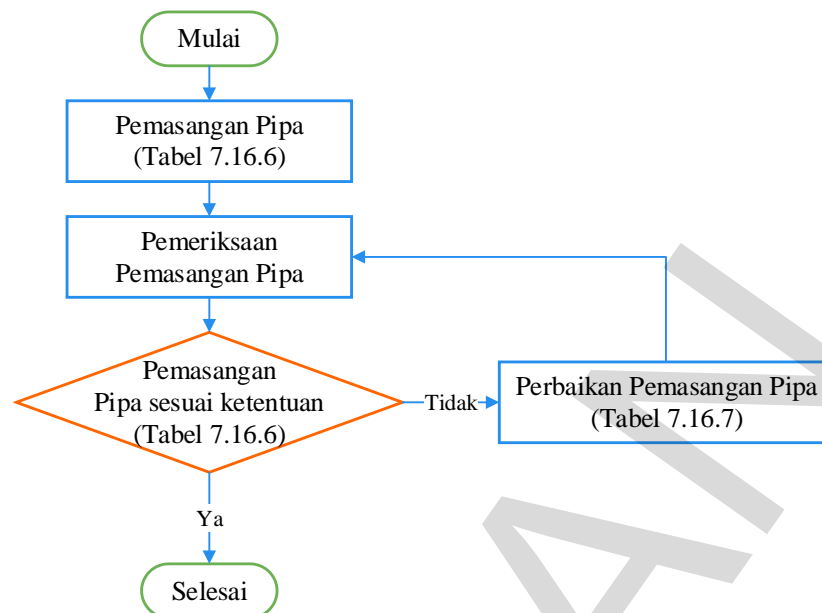 Mulai
Pemasangan Pipa
(Tabel 7.16.6)
Pemeriksaan
Pemasangan Pipa
Pemasangan
Pipa sesuai ketentuan
(Tabel 7.16.6)
Tidak
Perbaikan Pemasangan Pipa
(Tabel 7.16.7)
Ya
Selesai